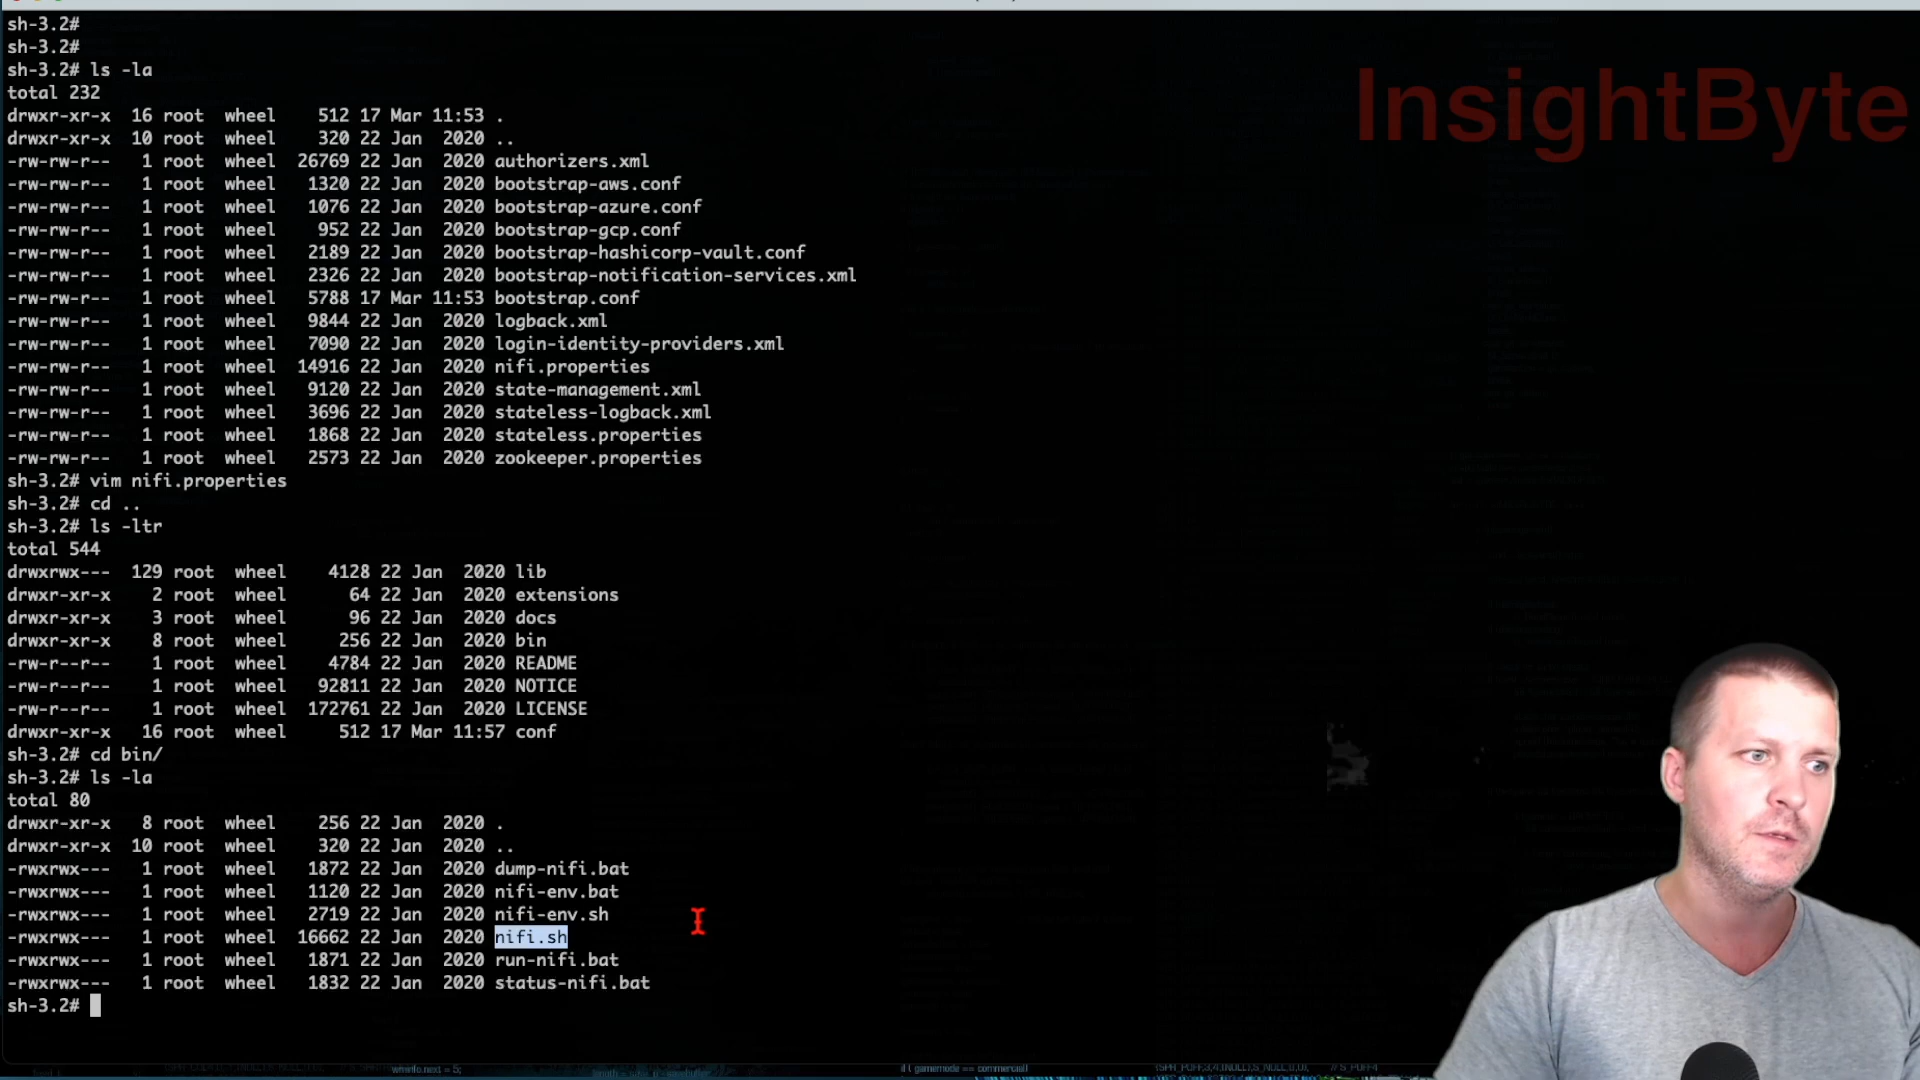 sh-3.2#
sh-3.2#
sh-3.2# ls -la
total 232
drwxr-xr-x  16 root  wheel    512 17 Mar 11:53 .
drwxr-xr-x  10 root  wheel    320 22 Jan  2020 ..
-rw-rw-r--   1 root  wheel  26769 22 Jan  2020 authorizers.xml
-rw-rw-r--   1 root  wheel   1320 22 Jan  2020 bootstrap-aws.conf
-rw-rw-r--   1 root  wheel   1076 22 Jan  2020 bootstrap-azure.conf
-rw-rw-r--   1 root  wheel    952 22 Jan  2020 bootstrap-gcp.conf
-rw-rw-r--   1 root  wheel   2189 22 Jan  2020 bootstrap-hashicorp-vault.conf
-rw-rw-r--   1 root  wheel   2326 22 Jan  2020 bootstrap-notification-services.xml
-rw-rw-r--   1 root  wheel   5788 17 Mar 11:53 bootstrap.conf
-rw-rw-r--   1 root  wheel   9844 22 Jan  2020 logback.xml
-rw-rw-r--   1 root  wheel   7090 22 Jan  2020 login-identity-providers.xml
-rw-rw-r--   1 root  wheel  14916 22 Jan  2020 nifi.properties
-rw-rw-r--   1 root  wheel   9120 22 Jan  2020 state-management.xml
-rw-rw-r--   1 root  wheel   3696 22 Jan  2020 stateless-logback.xml
-rw-rw-r--   1 root  wheel   1868 22 Jan  2020 stateless.properties
-rw-rw-r--   1 root  wheel   2573 22 Jan  2020 zookeeper.properties
sh-3.2# vim nifi.properties
sh-3.2# cd ..
sh-3.2# ls -ltr
total 544
drwxrwx---  129 root  wheel    4128 22 Jan  2020 lib
drwxr-xr-x    2 root  wheel      64 22 Jan  2020 extensions
drwxr-xr-x    3 root  wheel      96 22 Jan  2020 docs
drwxr-xr-x    8 root  wheel     256 22 Jan  2020 bin
-rw-r--r--    1 root  wheel    4784 22 Jan  2020 README
-rw-r--r--    1 root  wheel   92811 22 Jan  2020 NOTICE
-rw-r--r--    1 root  wheel  172761 22 Jan  2020 LICENSE
drwxr-xr-x   16 root  wheel     512 17 Mar 11:57 conf
sh-3.2# cd bin/
sh-3.2# ls -la
total 80
drwxr-xr-x   8 root  wheel    256 22 Jan  2020 .
drwxr-xr-x  10 root  wheel    320 22 Jan  2020 ..
-rwxrwx---   1 root  wheel   1872 22 Jan  2020 dump-nifi.bat
-rwxrwx---   1 root  wheel   1120 22 Jan  2020 nifi-env.bat
-rwxrwx---   1 root  wheel   2719 22 Jan  2020 nifi-env.sh
-rwxrwx---   1 root  wheel  16662 22 Jan  2020 nifi.sh
-rwxrwx---   1 root  wheel   1871 22 Jan  2020 run-nifi.bat
-rwxrwx---   1 root  wheel   1832 22 Jan  2020 status-nifi.bat
sh-3.2#
InsightByte